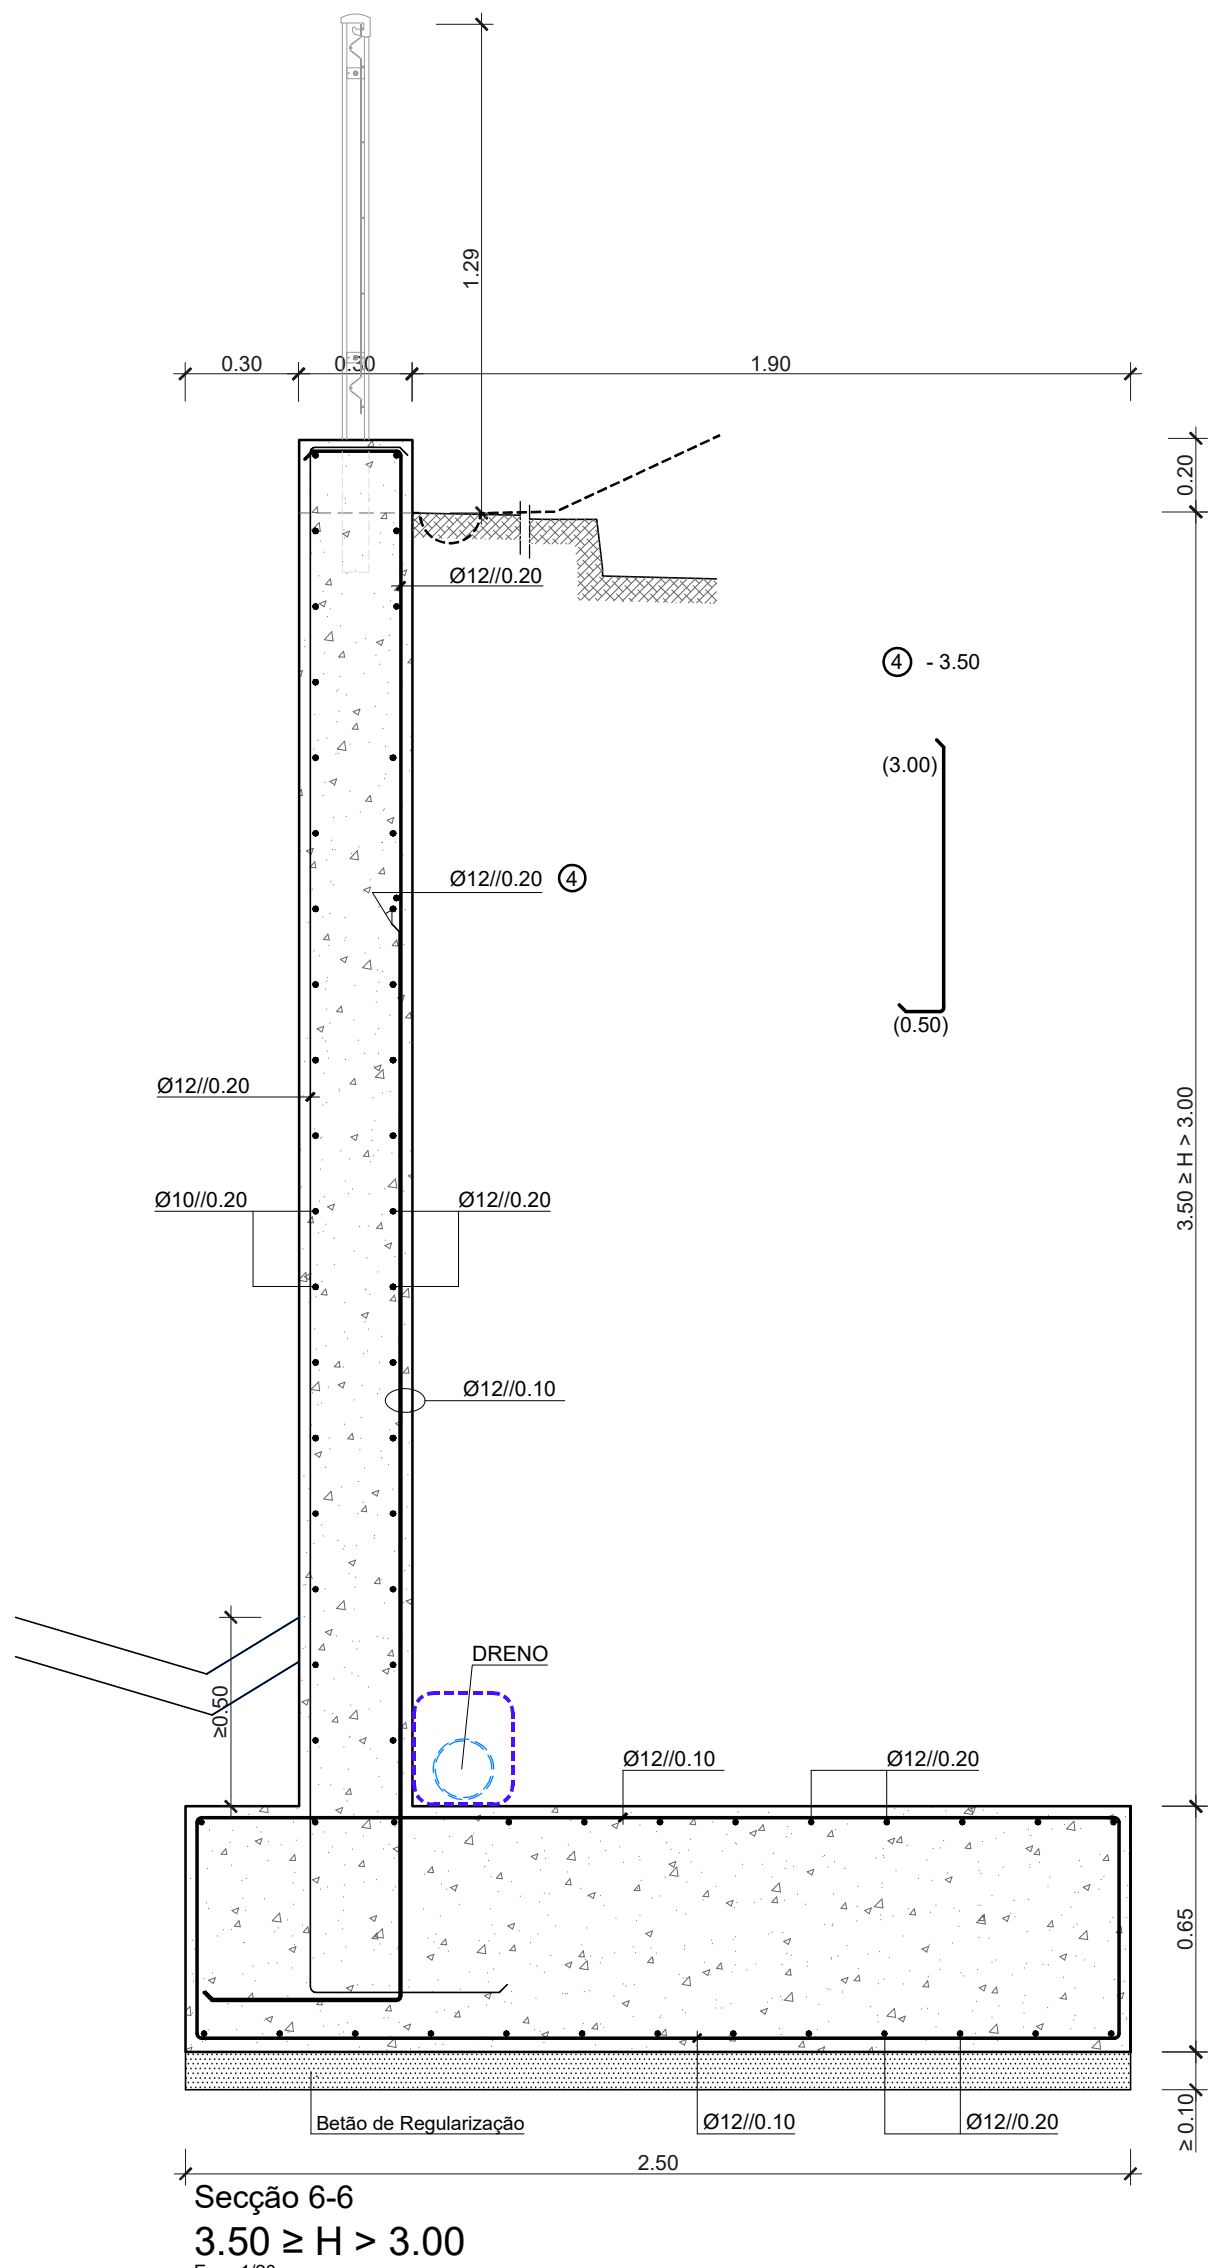 1.29
0.30
0.30
1.90
0.20
Ø12//0.20
4 - 3.50
(3.00)
Ø12//0.20 4
(0.50)
Ø12//0.20
3.50 ≥ H > 3.00
Ø10//0.20
Ø12//0.20
Ø12//0.10
DRENO
≥0.50
Ø12//0.10
Ø12//0.20
0.65
≥ 0.10
Betão de Regularização
Ø12//0.10
Ø12//0.20
2.50
Secção 6-6
3.50 ≥ H > 3.00